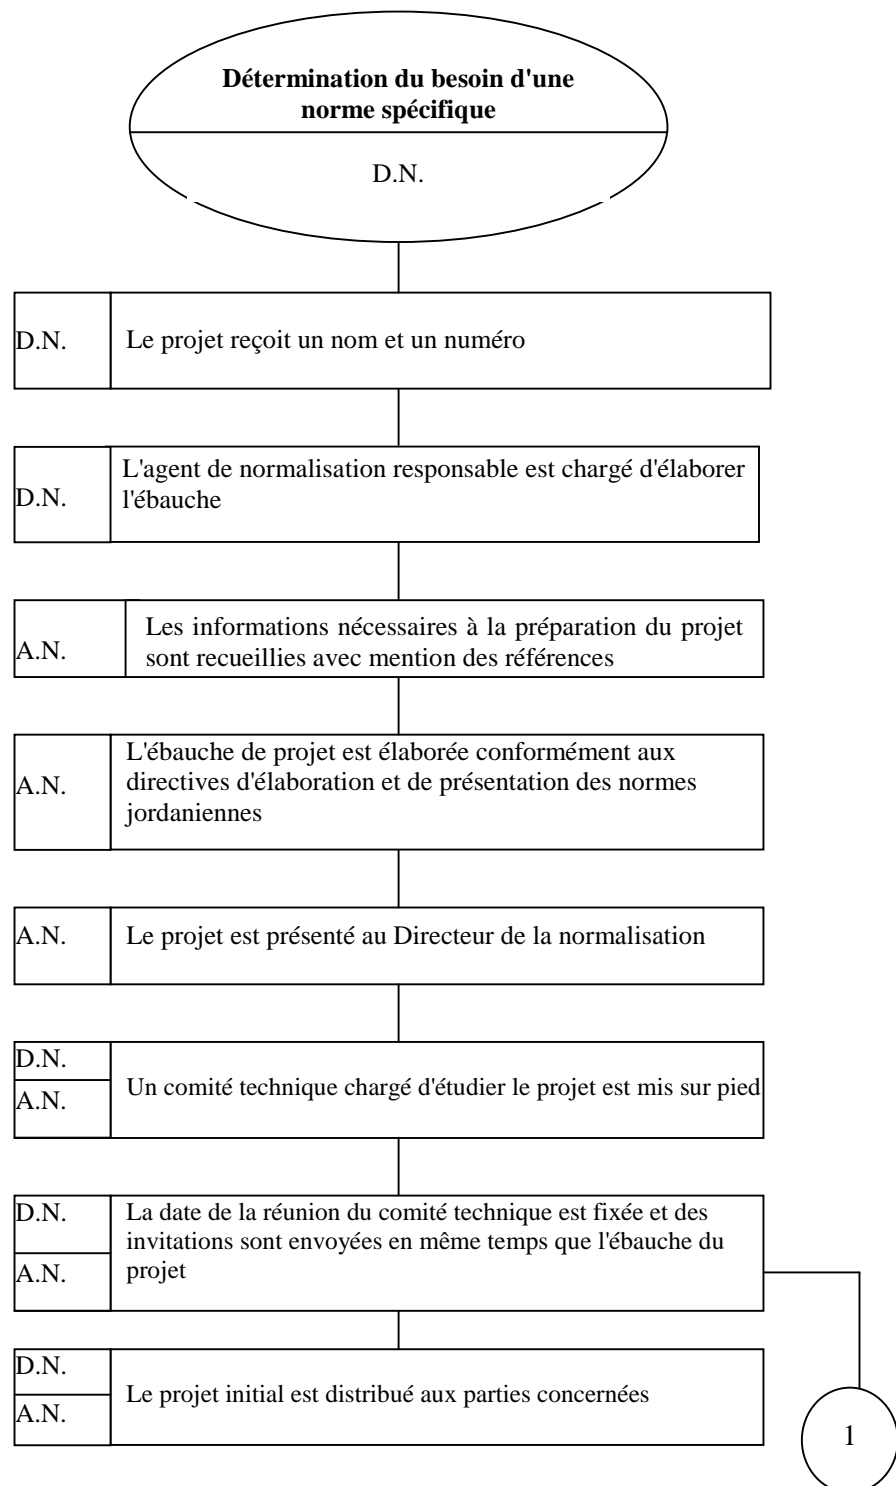 Détermination du besoin d'une
norme spécifique
D.N.
D.N.
Le projet reçoit un nom et un numéro
D.N.
L'agent de normalisation responsable est chargé d'élaborer
l'ébauche
A.N.
Les informations nécessaires à la préparation du projet
sont recueillies avec mention des références
A.N.
L'ébauche de projet est élaborée conformément aux
directives d'élaboration et de présentation des normes
jordaniennes
A.N.
Le projet est présenté au Directeur de la normalisation
D.N.
A.N.
Un comité technique chargé d'étudier le projet est mis sur pied
D.N.
A.N.
La date de la réunion du comité technique est fixée et des
invitations sont envoyées en même temps que l'ébauche du
projet
D.N.
A.N.
Le projet initial est distribué aux parties concernées
1